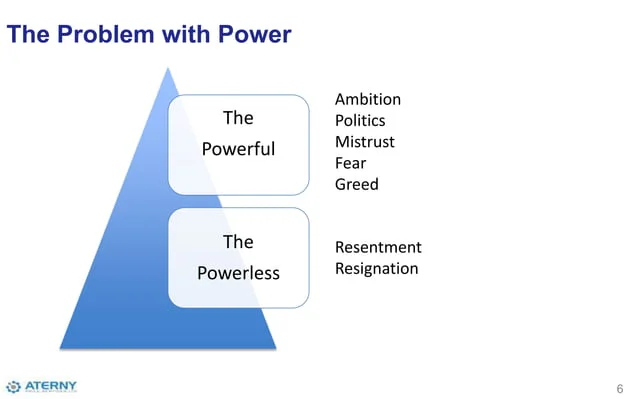 The Problem with Power
The
Powerful
Ambition
Politics
Mistrust
Fear
Greed
The
Powerless
Resentment
Resignation
ATERNY
6